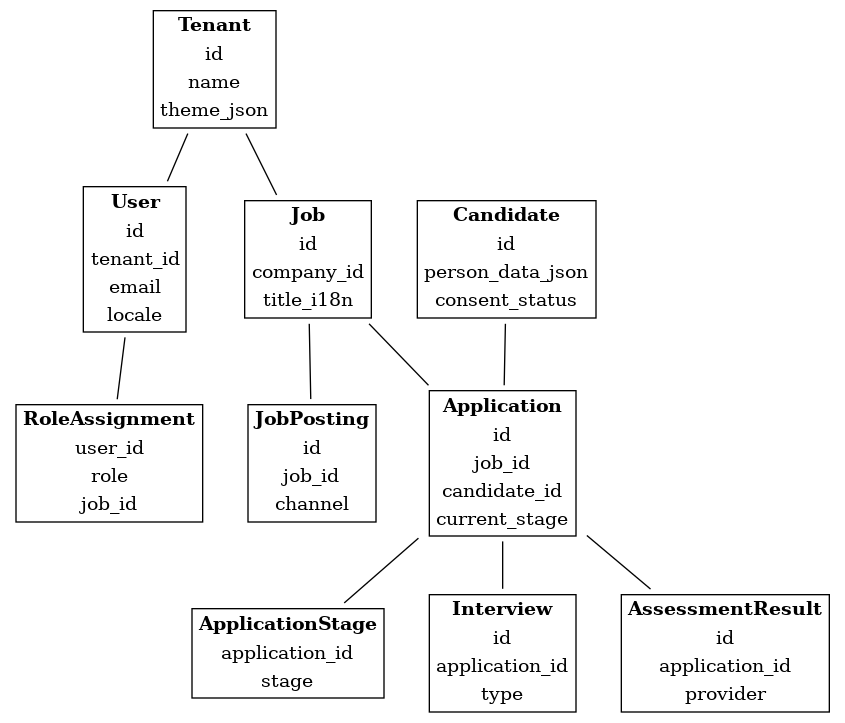 Tenant
id
name
theme_json
User
id
tenant_id
email
locale
Job
id
company_id
title_i18n
Candidate
id
person_data_json
consent_status
RoleAssignment
user_id
role
job_id
JobPosting
id
job_id
channel
Application
id
job_id
candidate_id
current_stage
ApplicationStage
application_id
stage
Interview
id
application_id
type
AssessmentResult
id
application_id
provider